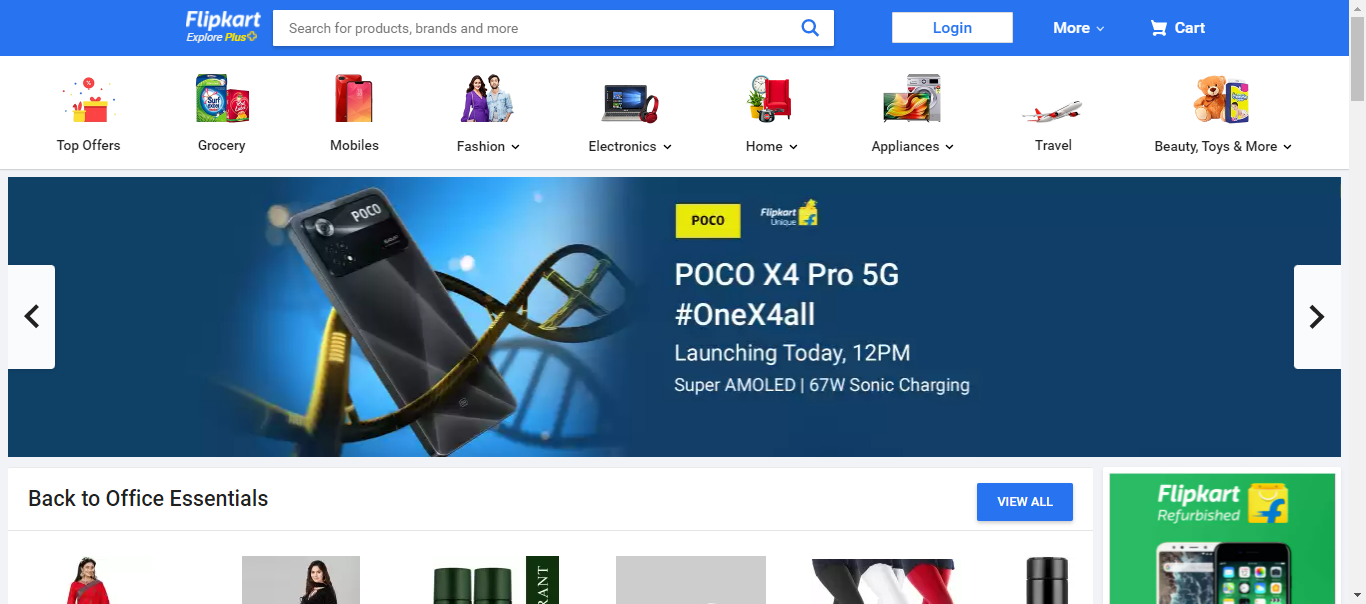 Flipkart
Explore Plus
Search for products, brands and more
Login
More
Cart
Top Offers
Grocery
Mobiles
Fashion
Electronics
Home
Appliances
Travel
Beauty, Toys & More
POCO
POCO
Flipkart
Unique
POCO X4 Pro 5G
#OneX4all
Launching Today, 12PM
Super AMOLED | 67W Sonic Charging
Back to Office Essentials
VIEW ALL
Flipkart
Refurbished
RANT
Surf
excel